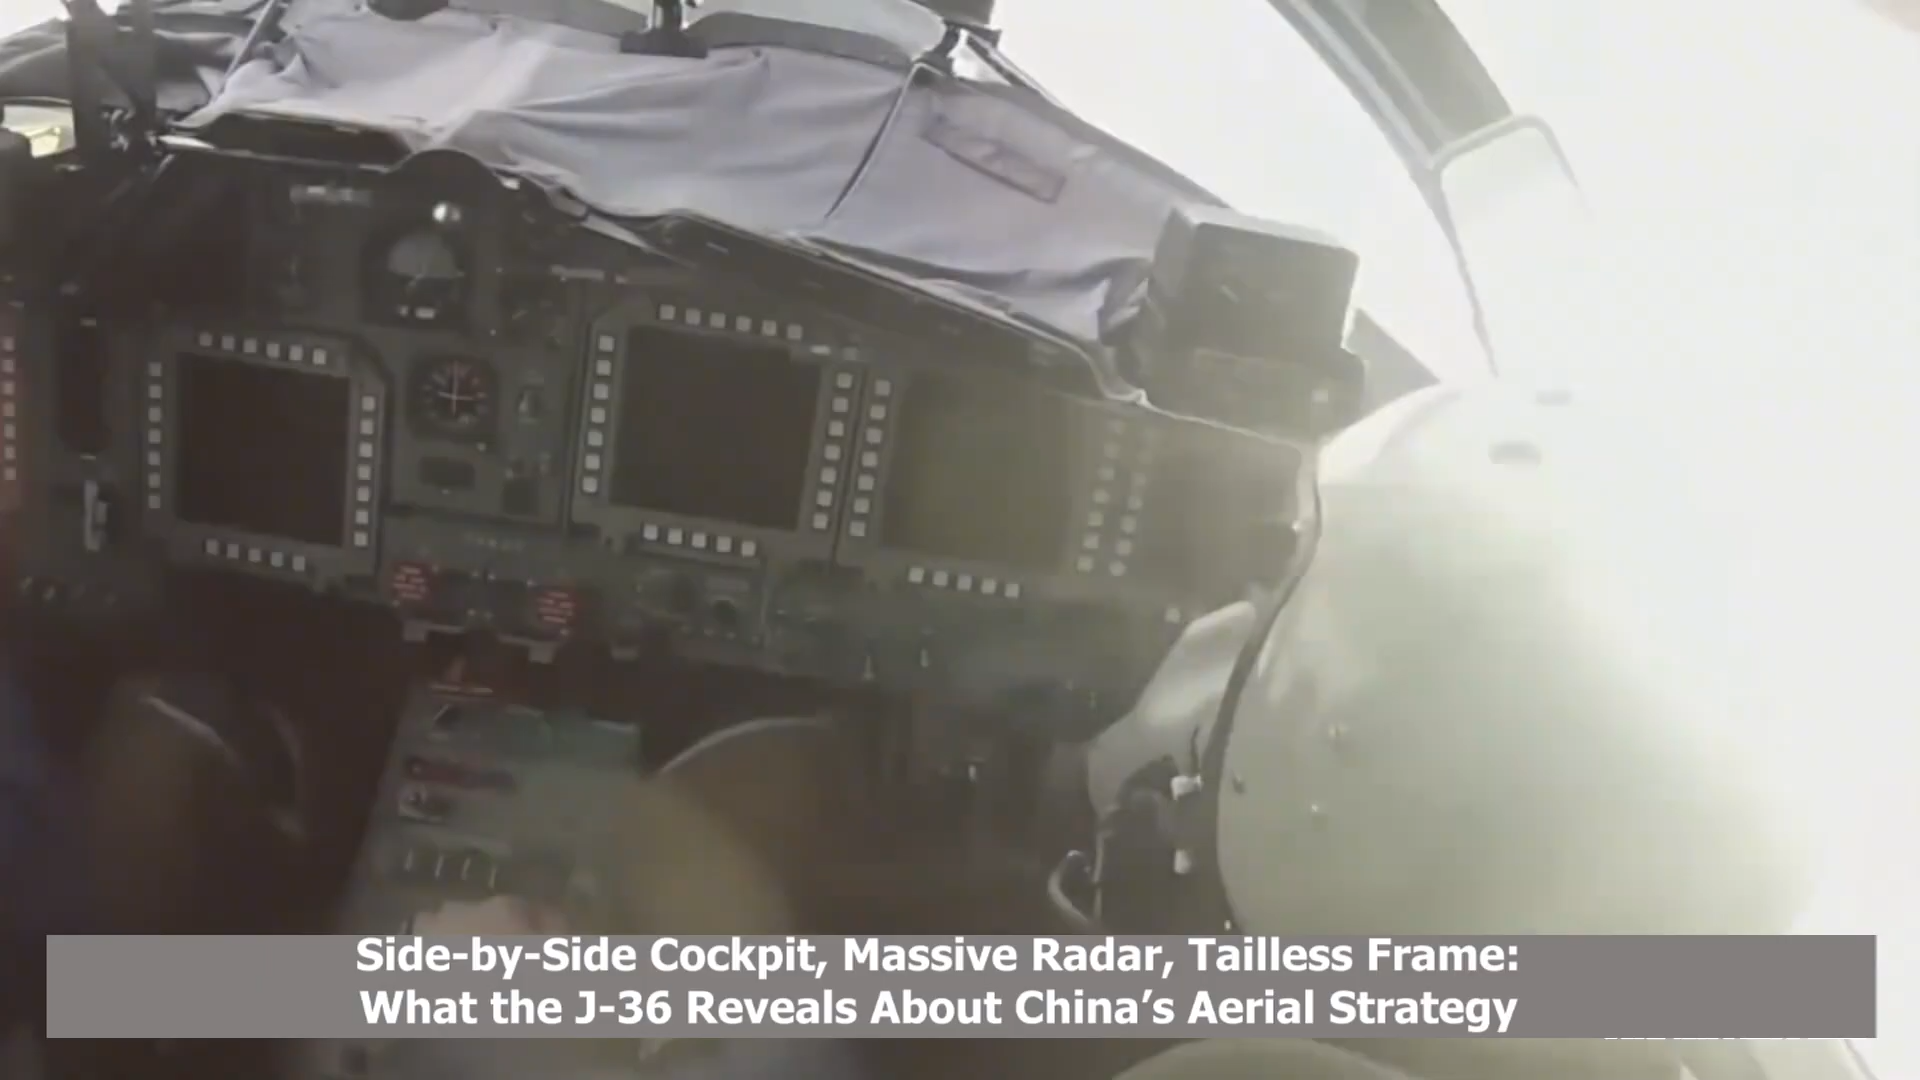 Side-by-Side Cockpit, Massive Radar, Tailless Frame:
What the J-36 Reveals About China’s Aerial Strategy